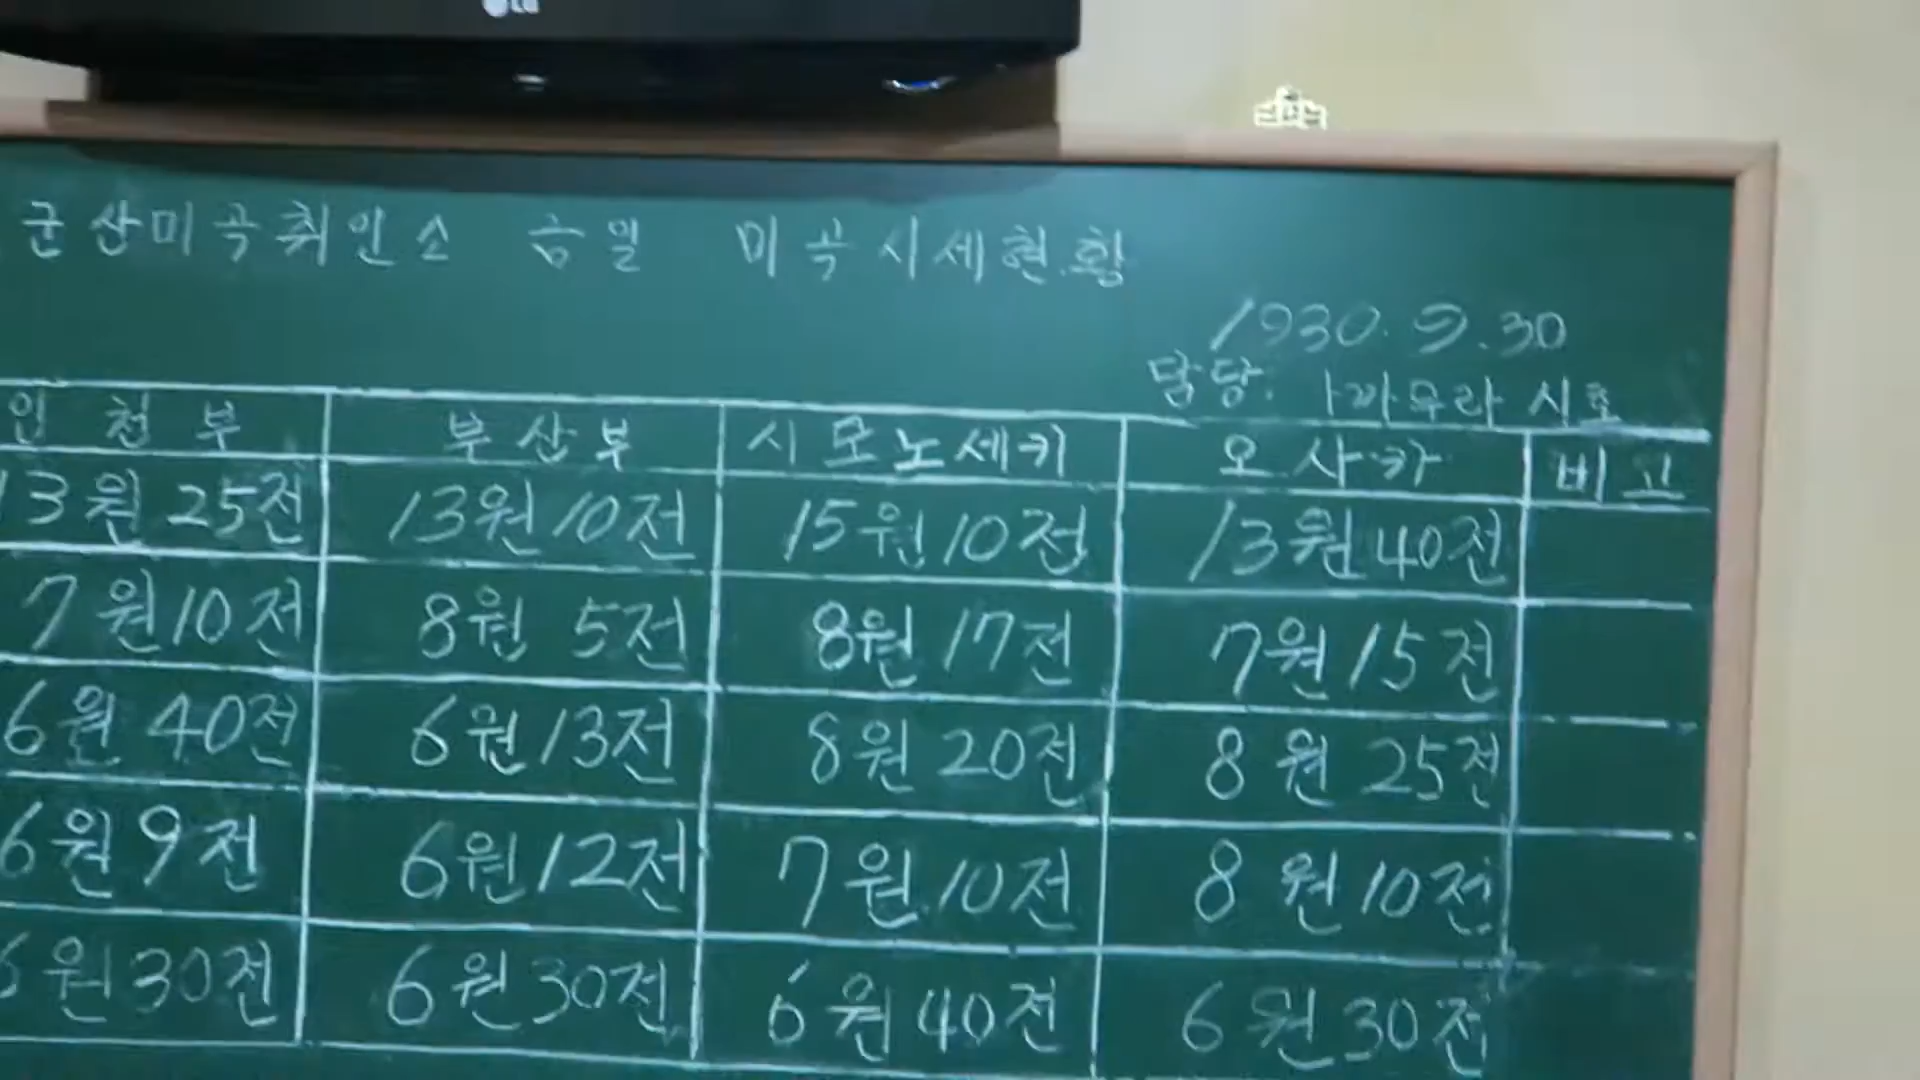 LG
군산미곡취인소 금일 미곡시세현황
1930.9.30
담당: 나까무라 시호
인천부 부산부 시모노세키 오사카 비고
13원 25전 13원 10전 15원 10전 13원 40전
7원 10전 8원 5전 8원 17전 7원 15전
6원 40전 6원 13전 8원 20전 8원 25전
6원 9전 6원 12전 7원 10전 8원 10전
6원 30전 6원 30전 6원 40전 6원 30전